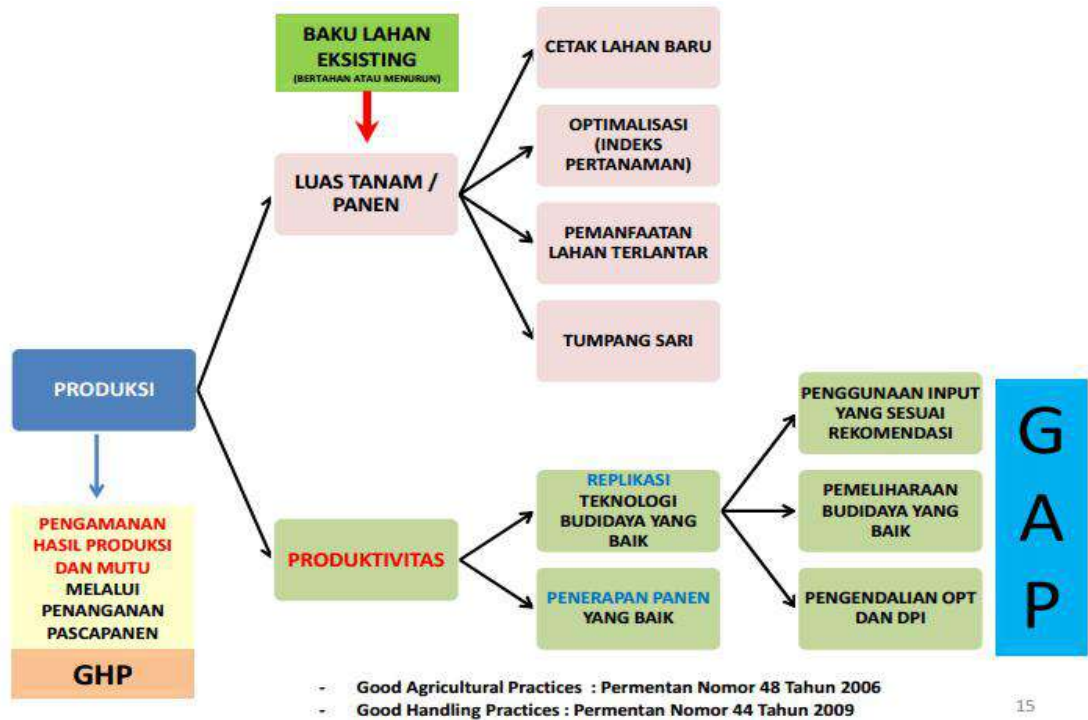 BAKU LAHAN
EKSISTING
(BERTAHAN ATAU MENURUN)
LUAS TANAM /
PANEN
CETAK LAHAN BARU
OPTIMALISASI
(INDEKS
PERTANAMAN)
PEMANFAATAN
LAHAN TERLANTAR
TUMPANG SARI
PRODUKSI
PENGAMANAN
HASIL PRODUKSI
DAN MUTU
MELALUI
PENANGANAN
PASCAPANEN
GHP
PRODUKTIVITAS
REPLIKASI
TEKNOLOGI
BUDIDAYA YANG
BAIK
PENERAPAN PANEN
YANG BAIK
PENGGUNAAN INPUT
YANG SESUAI
REKOMENDASI
PEMELIHARAAN
BUDIDAYA YANG
BAIK
PENGENDALIAN OPT
DAN DPI
G
A
P
- Good Agricultural Practices : Permentan Nomor 48 Tahun 2006
- Good Handling Practices : Permentan Nomor 44 Tahun 2009
15